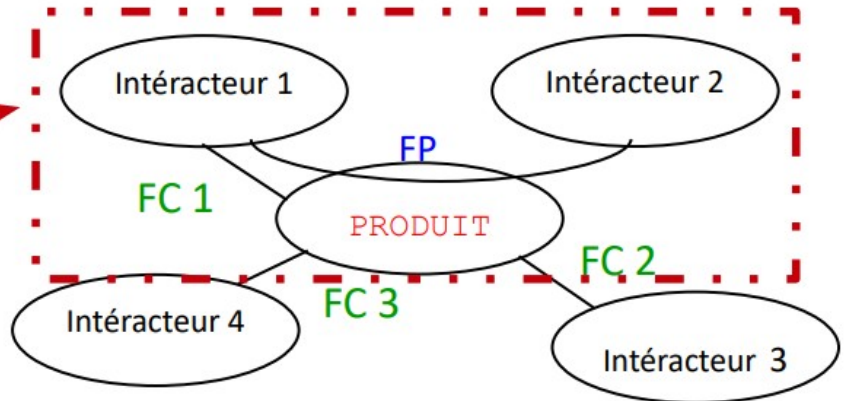 Intéracteur 1
Intéracteur 2
FP
FC 1
PRODUIT
FC 2
FC 3
Intéracteur 4
Intéracteur 3